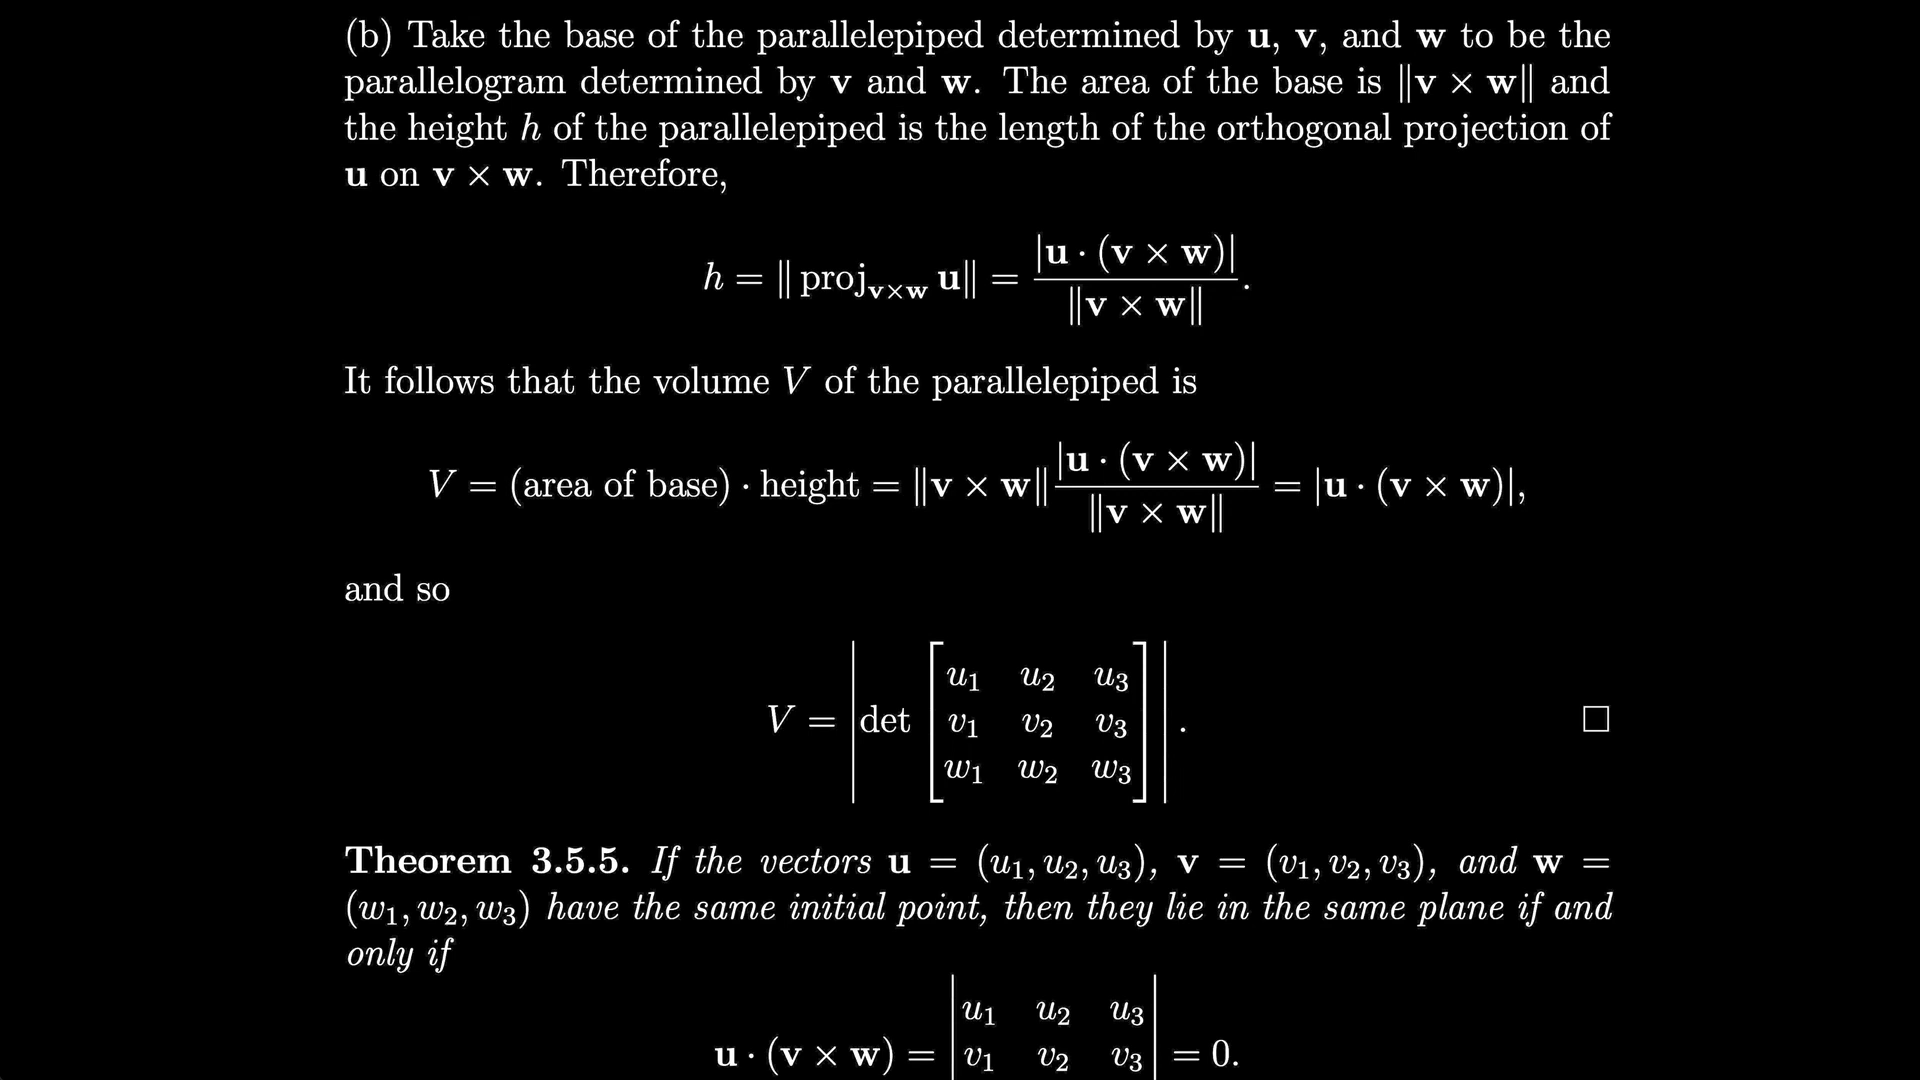 (b) Take the base of the parallelepiped determined by u, v, and w to be the
parallelogram determined by v and w. The area of the base is ‖v × w‖ and
the height h of the parallelepiped is the length of the orthogonal projection of
u on v × w. Therefore,
h = ‖ proj_{v×w} u‖ = |u · (v × w)| / ‖v × w‖ .
It follows that the volume V of the parallelepiped is
V = (area of base) · height = ‖v × w‖ |u · (v × w)| / ‖v × w‖ = |u · (v × w)|,
and so
V = | det [ u₁ u₂ u₃
v₁ v₂ v₃
w₁ w₂ w₃ ] | . □
Theorem 3.5.5. If the vectors u = (u₁, u₂, u₃), v = (v₁, v₂, v₃), and w =
(w₁, w₂, w₃) have the same initial point, then they lie in the same plane if and
only if
u₁ u₂ u₃
u · (v × w) = | v₁ v₂ v₃ | = 0.